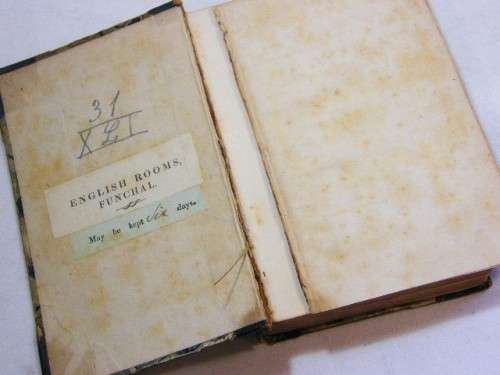 31
XLI
ENGLISH ROOMS,
FUNCHAL.
May be kept Six days.